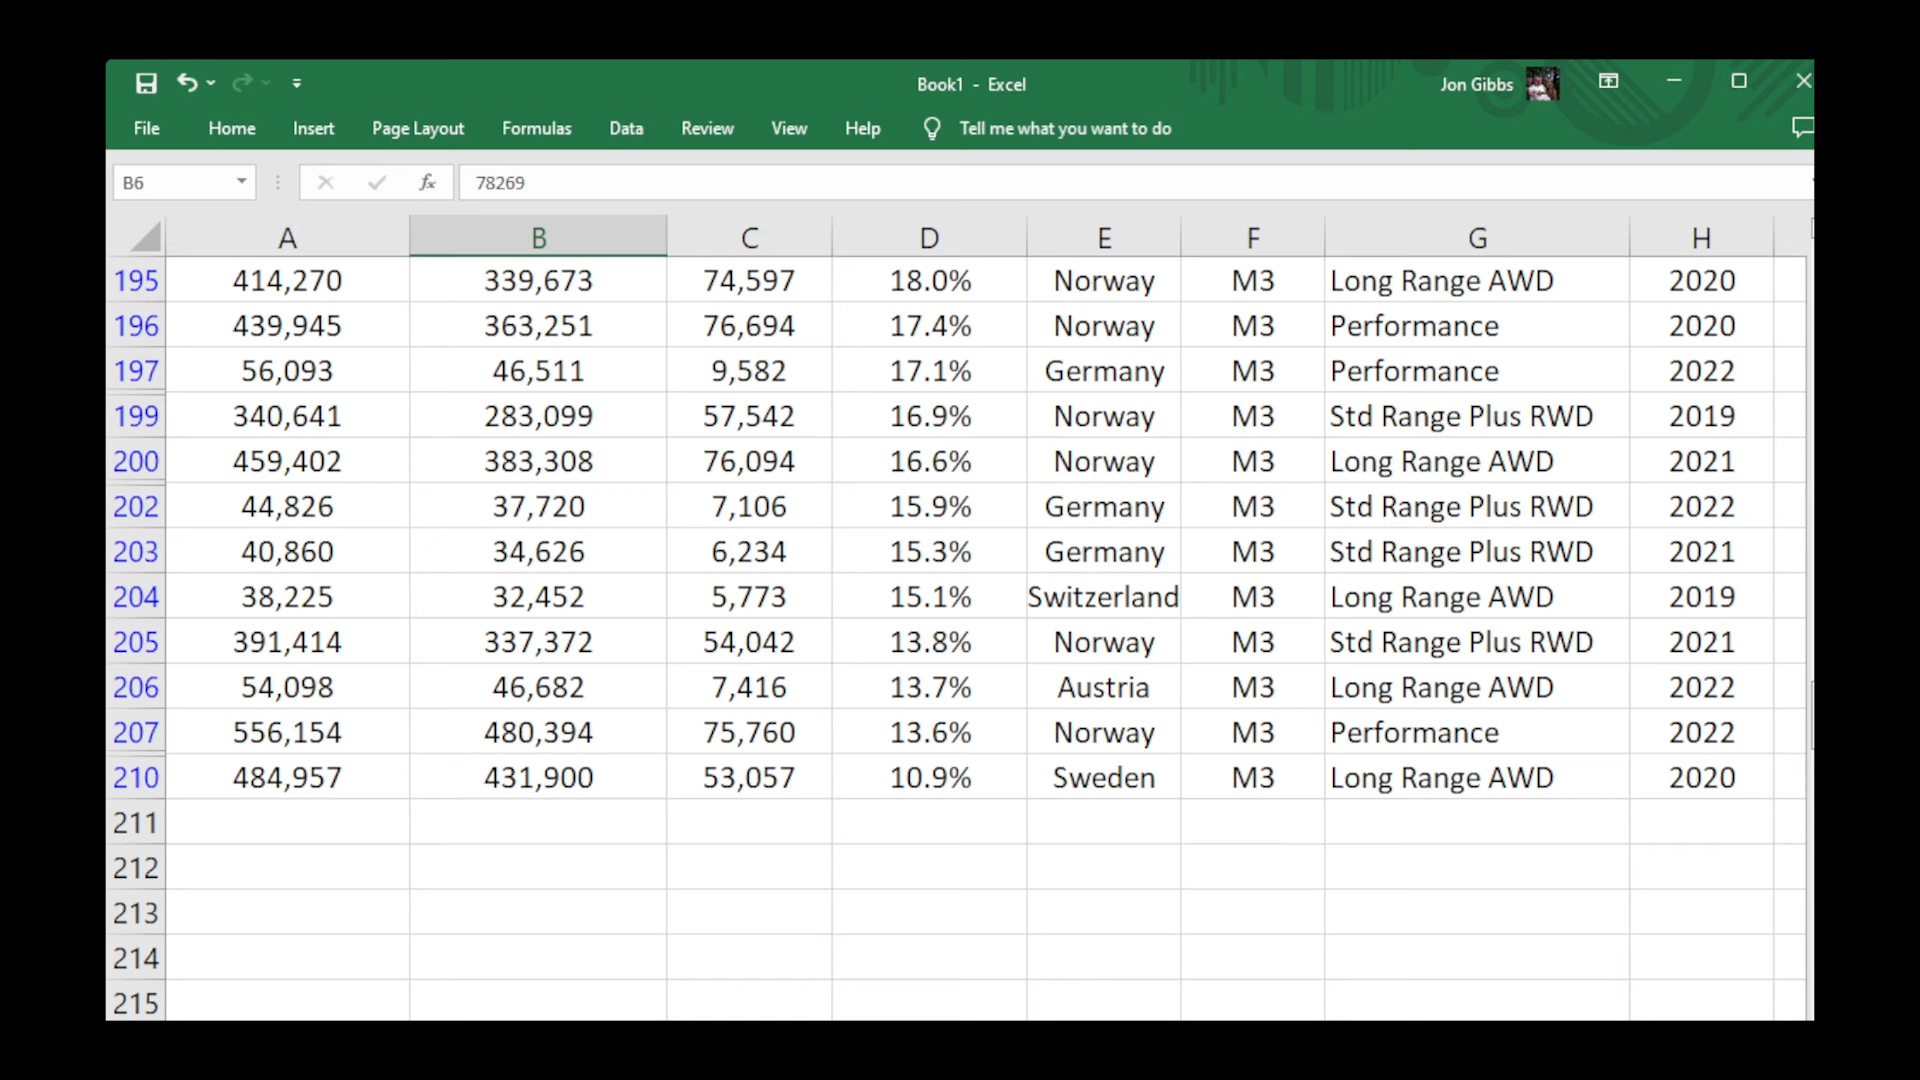 Book1 - Excel
Jon Gibbs
File Home Insert Page Layout Formulas Data Review View Help Tell me what you want to do
B6 fx 78269
A B C D E F G H
195 414,270 339,673 74,597 18.0% Norway M3 Long Range AWD 2020
196 439,945 363,251 76,694 17.4% Norway M3 Performance 2020
197 56,093 46,511 9,582 17.1% Germany M3 Performance 2022
199 340,641 283,099 57,542 16.9% Norway M3 Std Range Plus RWD 2019
200 459,402 383,308 76,094 16.6% Norway M3 Long Range AWD 2021
202 44,826 37,720 7,106 15.9% Germany M3 Std Range Plus RWD 2022
203 40,860 34,626 6,234 15.3% Germany M3 Std Range Plus RWD 2021
204 38,225 32,452 5,773 15.1% Switzerland M3 Long Range AWD 2019
205 391,414 337,372 54,042 13.8% Norway M3 Std Range Plus RWD 2021
206 54,098 46,682 7,416 13.7% Austria M3 Long Range AWD 2022
207 556,154 480,394 75,760 13.6% Norway M3 Performance 2022
210 484,957 431,900 53,057 10.9% Sweden M3 Long Range AWD 2020
211
212
213
214
215